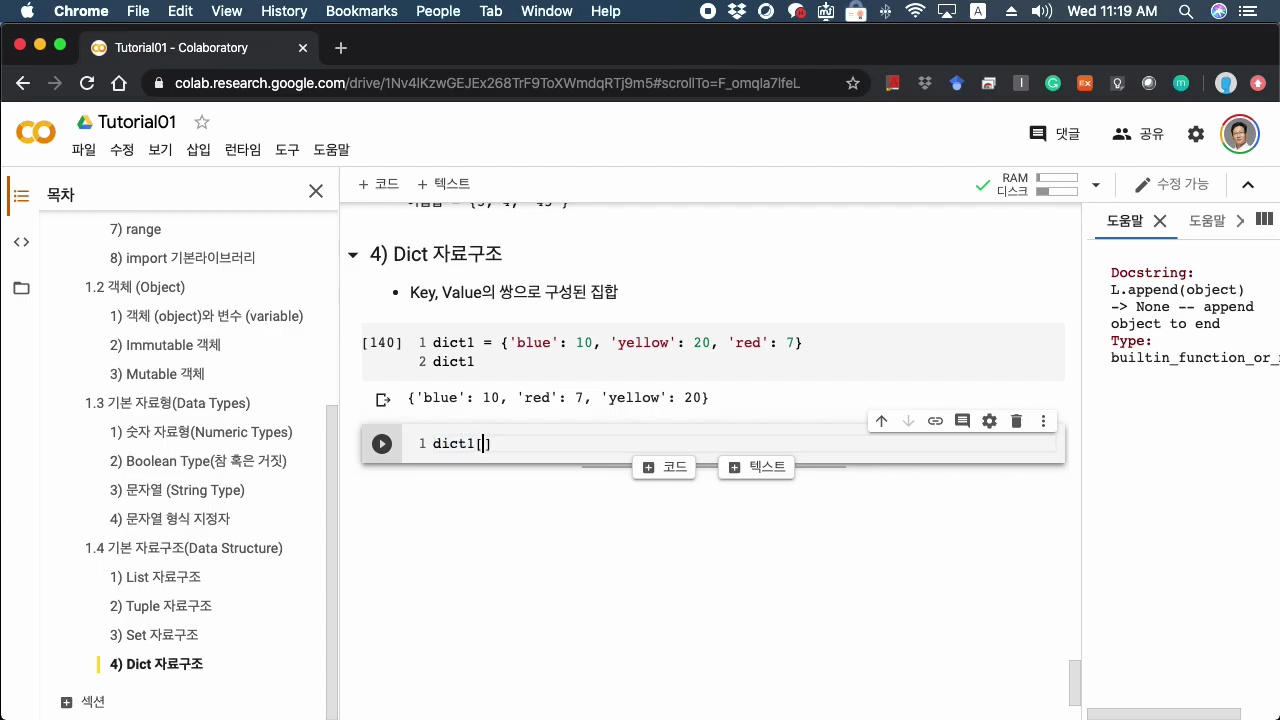 Chrome File Edit View History Bookmarks People Tab Window Help A Wed 11:19 AM
Tutorial01 - Colaboratory
colab.research.google.com/drive/1Nv4lKzwGEJEx268TrF9ToXWmdqRTj9m5#scrollTo=F_omqla7lfeL
Tutorial01
파일 수정 보기 삽입 런타임 도구 도움말
댓글 공유
목차
+ 코드 + 텍스트
RAM
디스크
수정 가능
7) range
8) import 기본라이브러리
1.2 객체 (Object)
1) 객체 (object)와 변수 (variable)
2) Immutable 객체
3) Mutable 객체
1.3 기본 자료형(Data Types)
1) 숫자 자료형(Numeric Types)
2) Boolean Type(참 혹은 거짓)
3) 문자열 (String Type)
4) 문자열 형식 지정자
1.4 기본 자료구조(Data Structure)
1) List 자료구조
2) Tuple 자료구조
3) Set 자료구조
4) Dict 자료구조
섹션
4) Dict 자료구조
• Key, Value의 쌍으로 구성된 집합
[140] 1 dict1 = {'blue': 10, 'yellow': 20, 'red': 7}
2 dict1
{'blue': 10, 'red': 7, 'yellow': 20}
1 dict1[]
코드 텍스트
도움말 도움말
Docstring:
L.append(object)
-> None -- append
object to end
Type:
builtin_function_or_